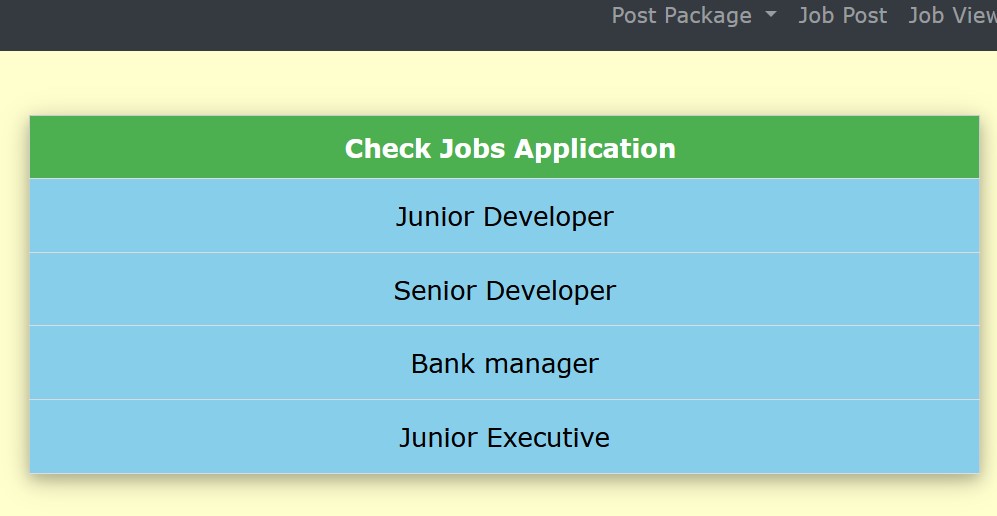 Post Package Job Post Job View
Check Jobs Application
Junior Developer
Senior Developer
Bank manager
Junior Executive